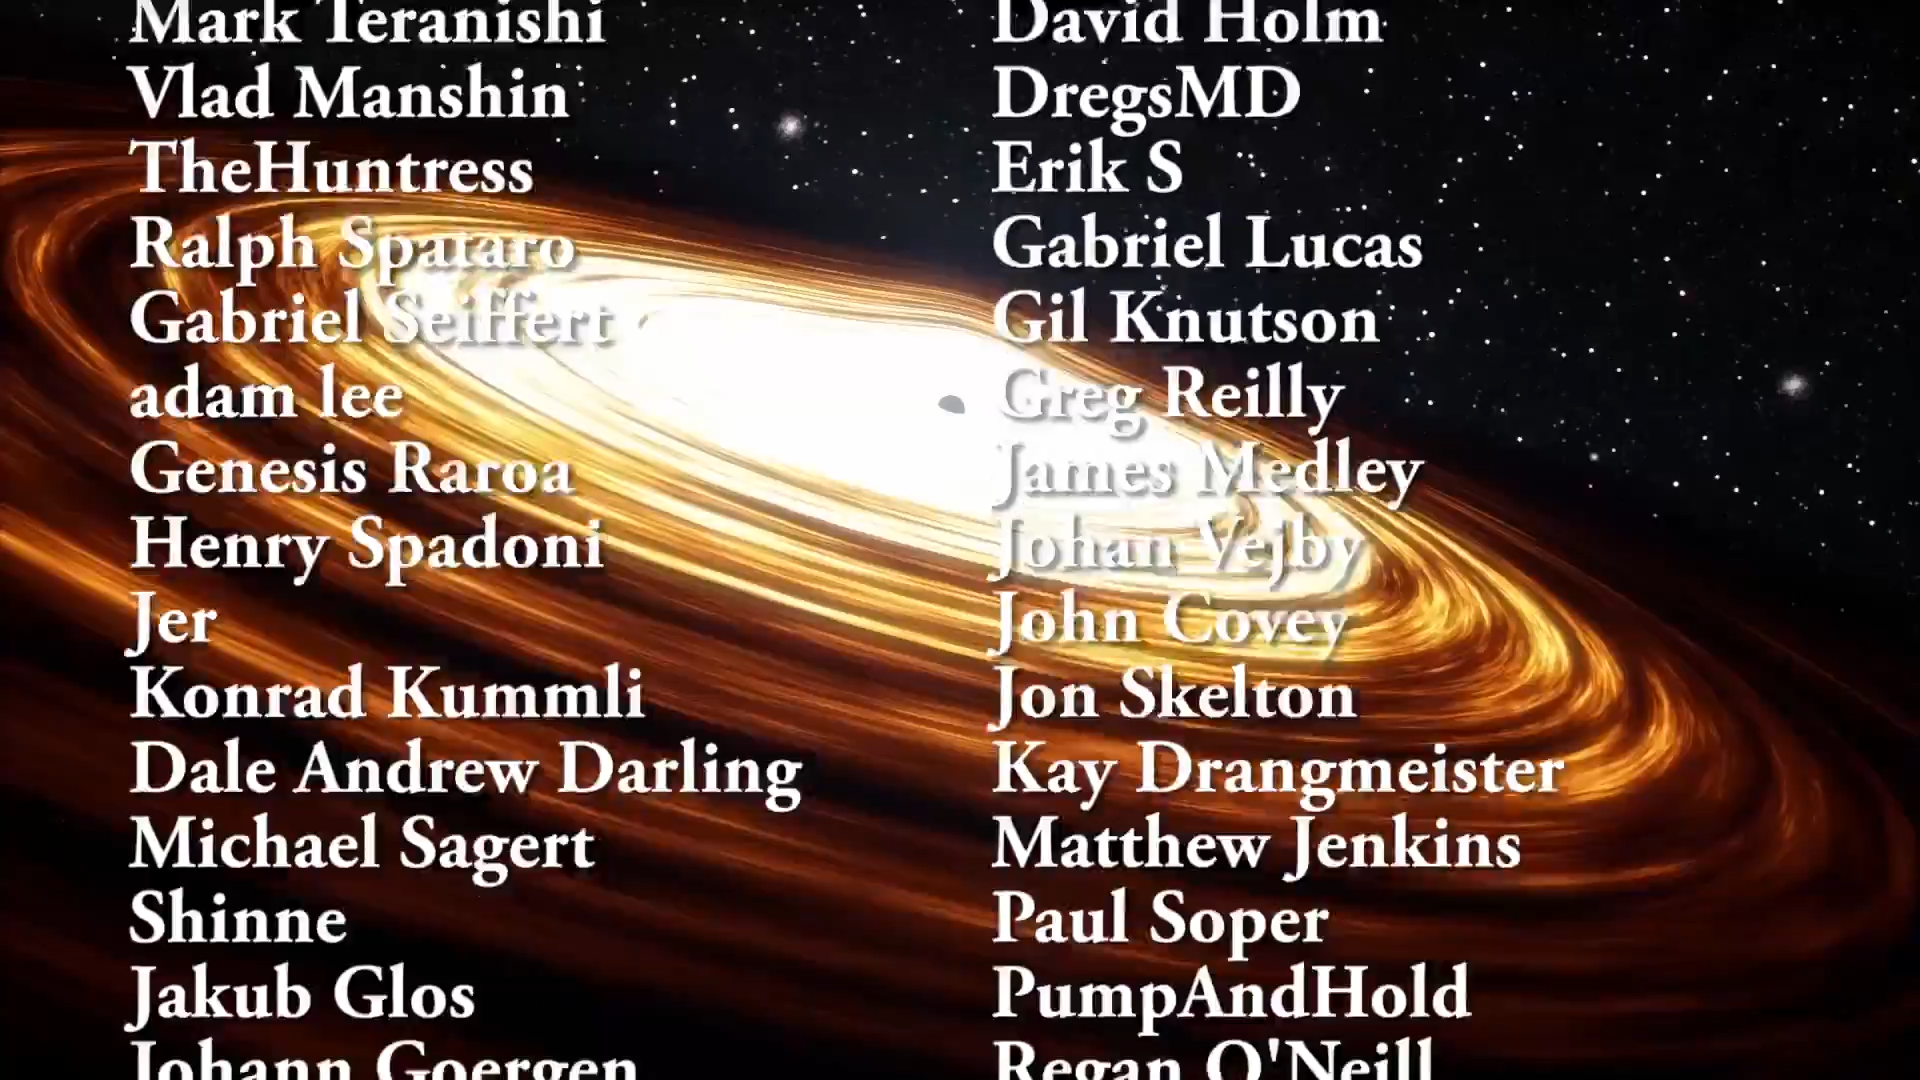 Mark Teranishi
Vlad Manshin
TheHuntress
Ralph Spataro
Gabriel Seiffert
adam lee
Genesis Raroa
Henry Spadoni
Jer
Konrad Kummli
Dale Andrew Darling
Michael Sagert
Shinne
Jakub Glos
Johann Goergen
David Holm
DregsMD
Erik S
Gabriel Lucas
Gil Knutson
Greg Reilly
James Medley
Johan Vejby
John Covey
Jon Skelton
Kay Drangmeister
Matthew Jenkins
Paul Soper
PumpAndHold
Regan O'Neill